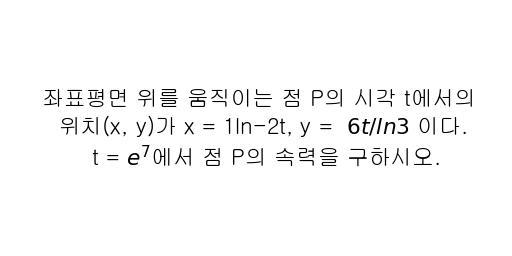 좌표평면 위를 움직이는 점 P의 시각 t에서의
위치(x, y)가 x = 1ln-2t, y = 6t/ln3 이다.
t = e⁷에서 점 P의 속력을 구하시오.